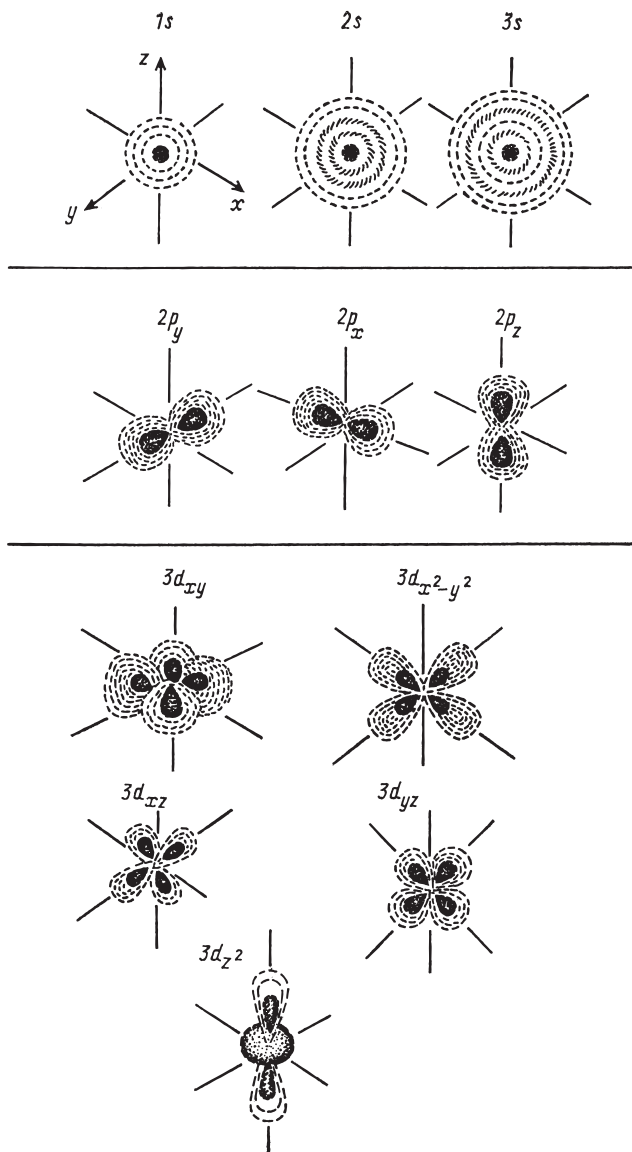 1s 2s 3s
z
y x
2p_y 2p_x 2p_z
3d_xy 3d_x²−y²
3d_xz 3d_yz
3d_z²